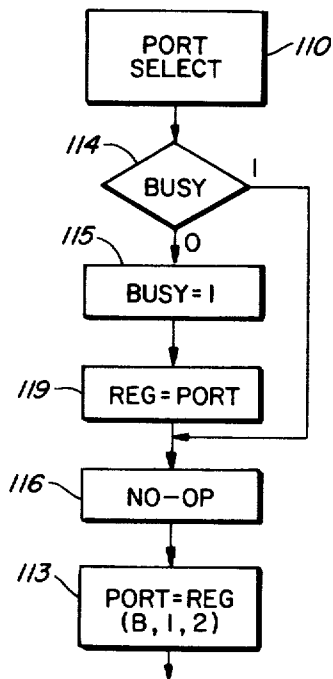 PORT
SELECT
110
114
BUSY
1
0
115
BUSY=1
119
REG=PORT
116
NO-OP
113
PORT=REG
(B,1,2)